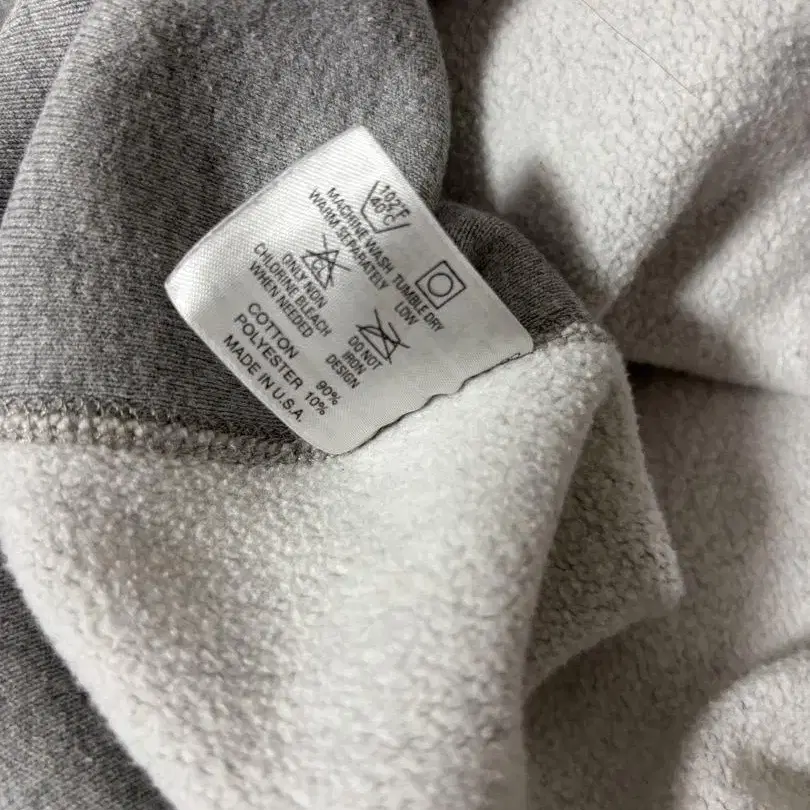 102°F
40°C
MACHINE WASH
WARM SEPARATELY
TUMBLE DRY
LOW
CL
ONLY NON
CHLORINE BLEACH
WHEN NEEDED
DO NOT
IRON
DESIGN
COTTON 90%
POLYESTER 10%
MADE IN U.S.A.